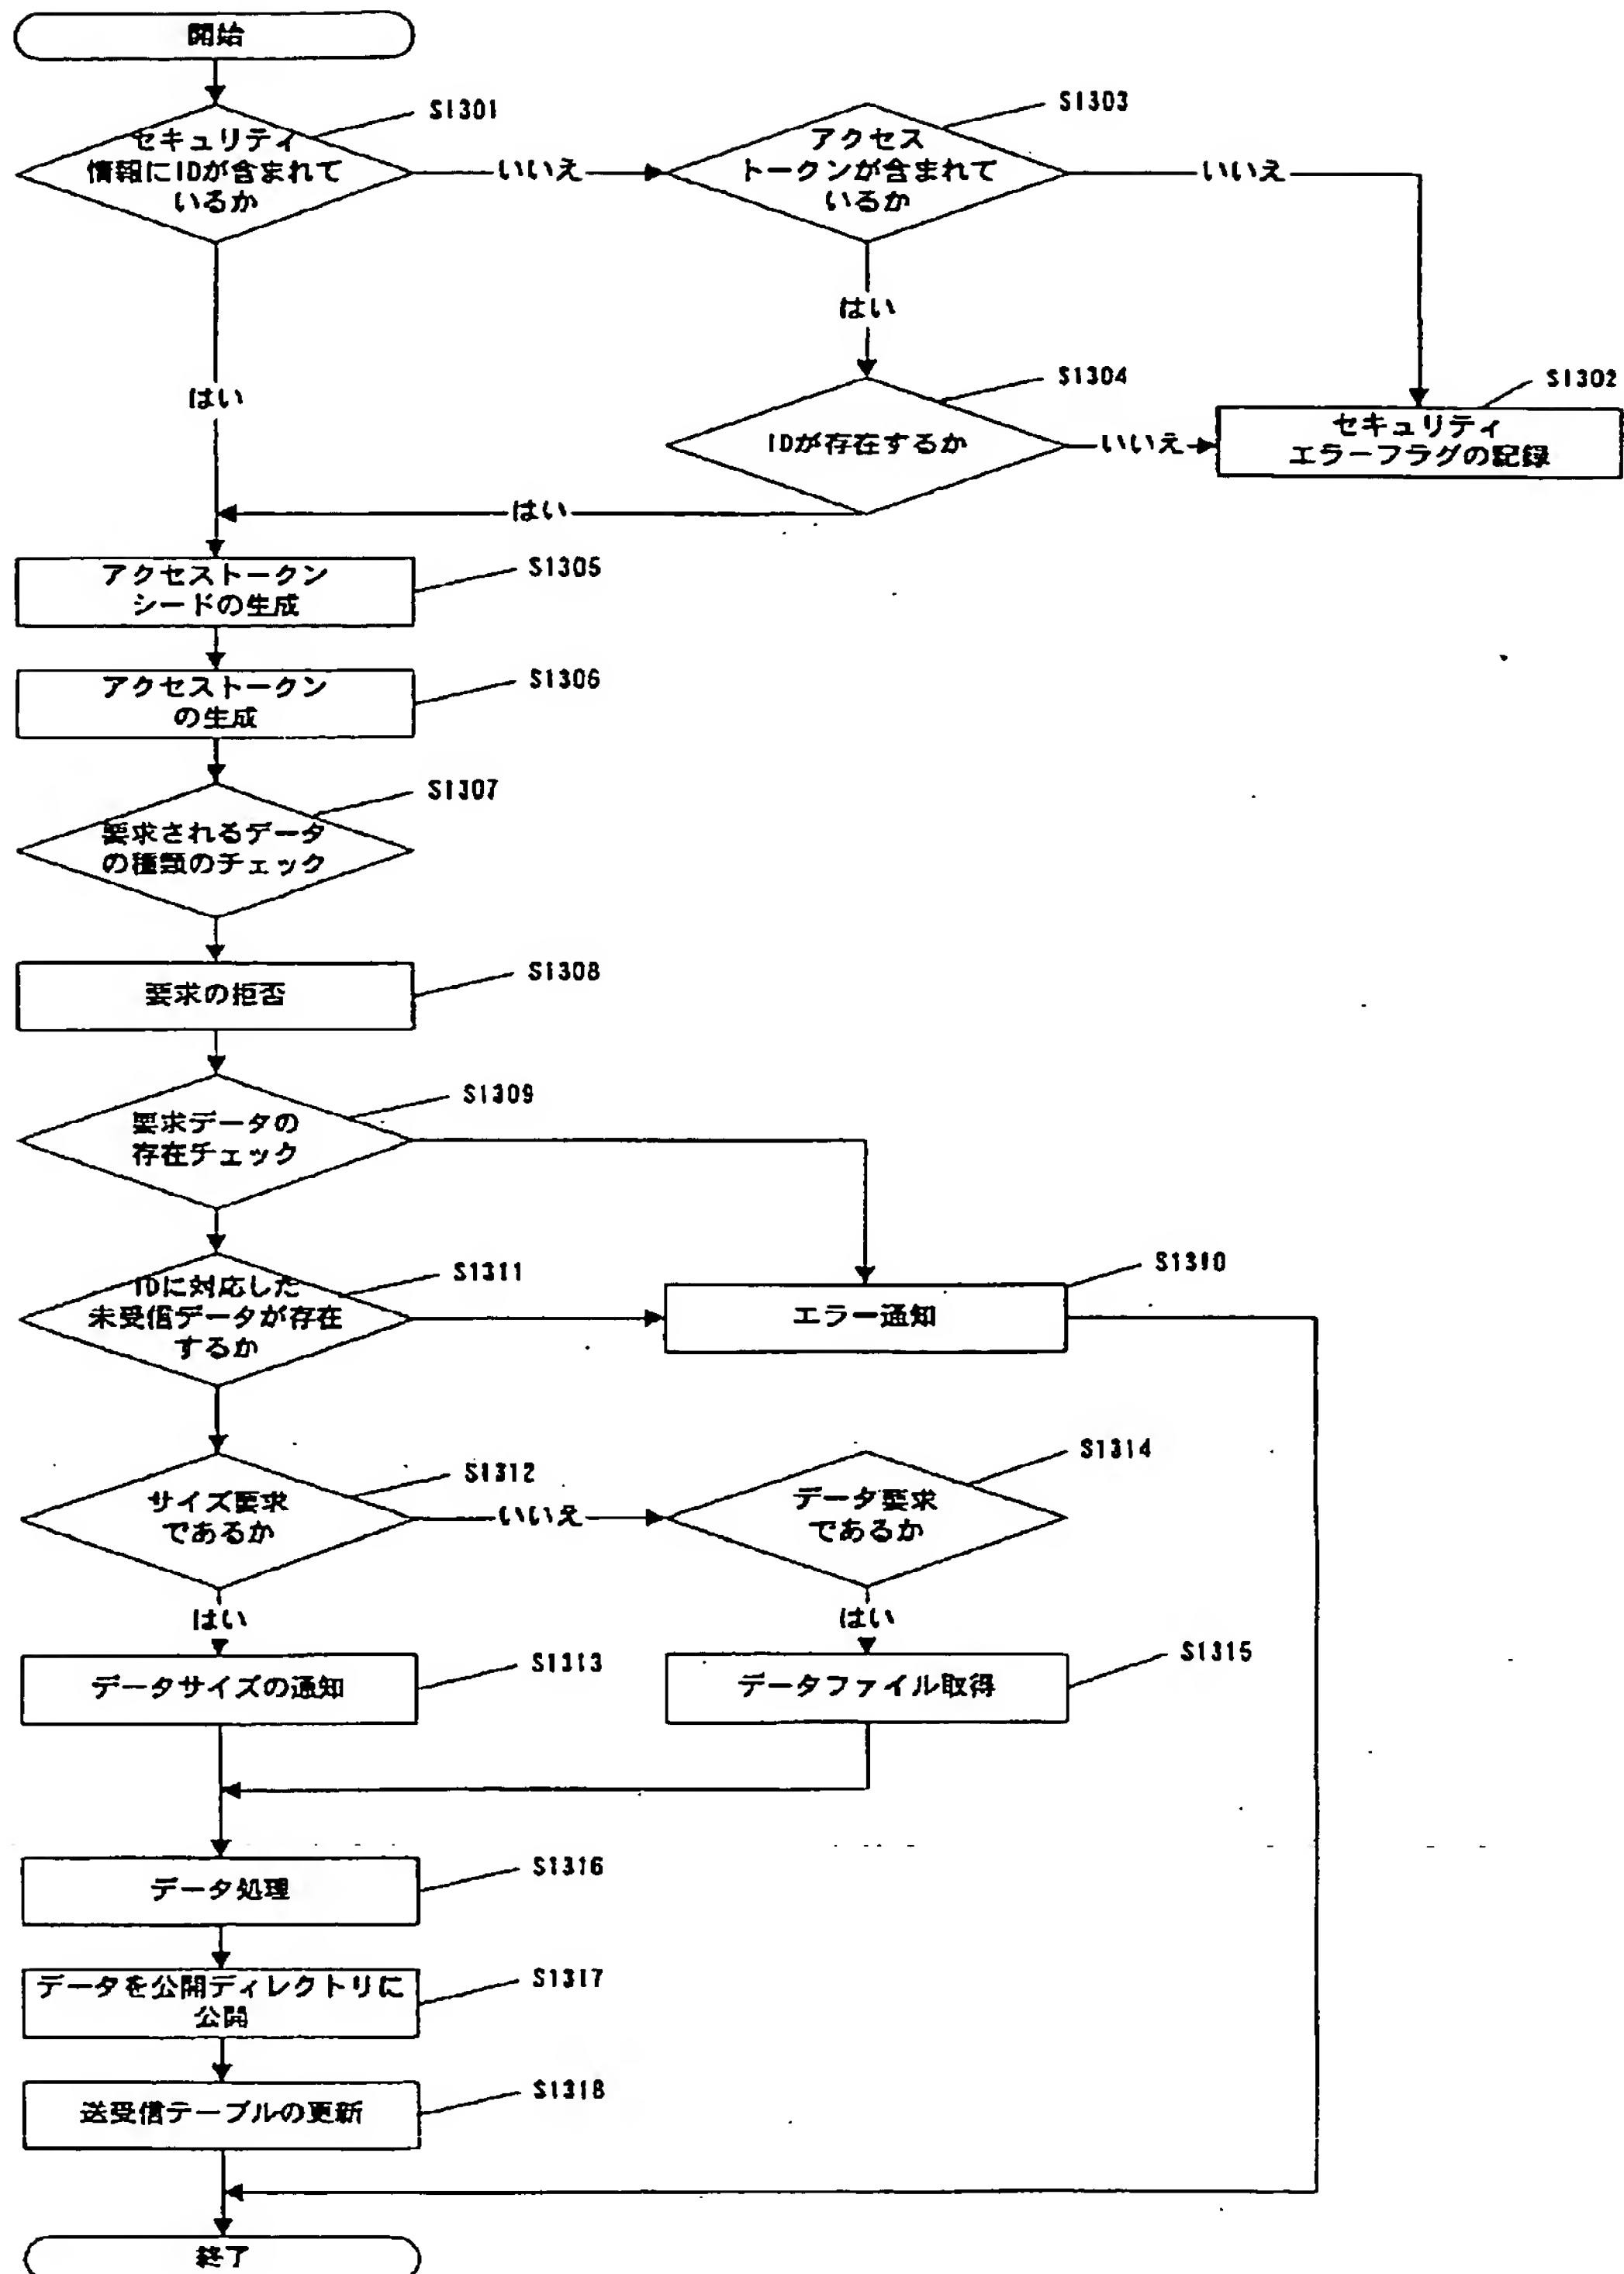 開始
S1301
セキュリティ
情報にIDが含まれて
いるか
いいえ
S1303
アクセス
トークンが含まれて
いるか
いいえ
はい
はい
S1304
IDが存在するか
いいえ
S1302
セキュリティ
エラーフラグの記録
はい
アクセストークン
シードの生成
S1305
アクセストークン
の生成
S1306
S1307
要求されるデータ
の種類のチェック
要求の拒否
S1308
S1309
要求データの
存在チェック
S1311
IDに対応した
未受信データが存在
するか
S1310
エラー通知
S1312
サイズ要求
であるか
いいえ
S1314
データ要求
であるか
はい
はい
データサイズの通知
S1313
データファイル取得
S1315
データ処理
S1316
データを公開ディレクトリに
公開
S1317
送受信テーブルの更新
S1318
終了